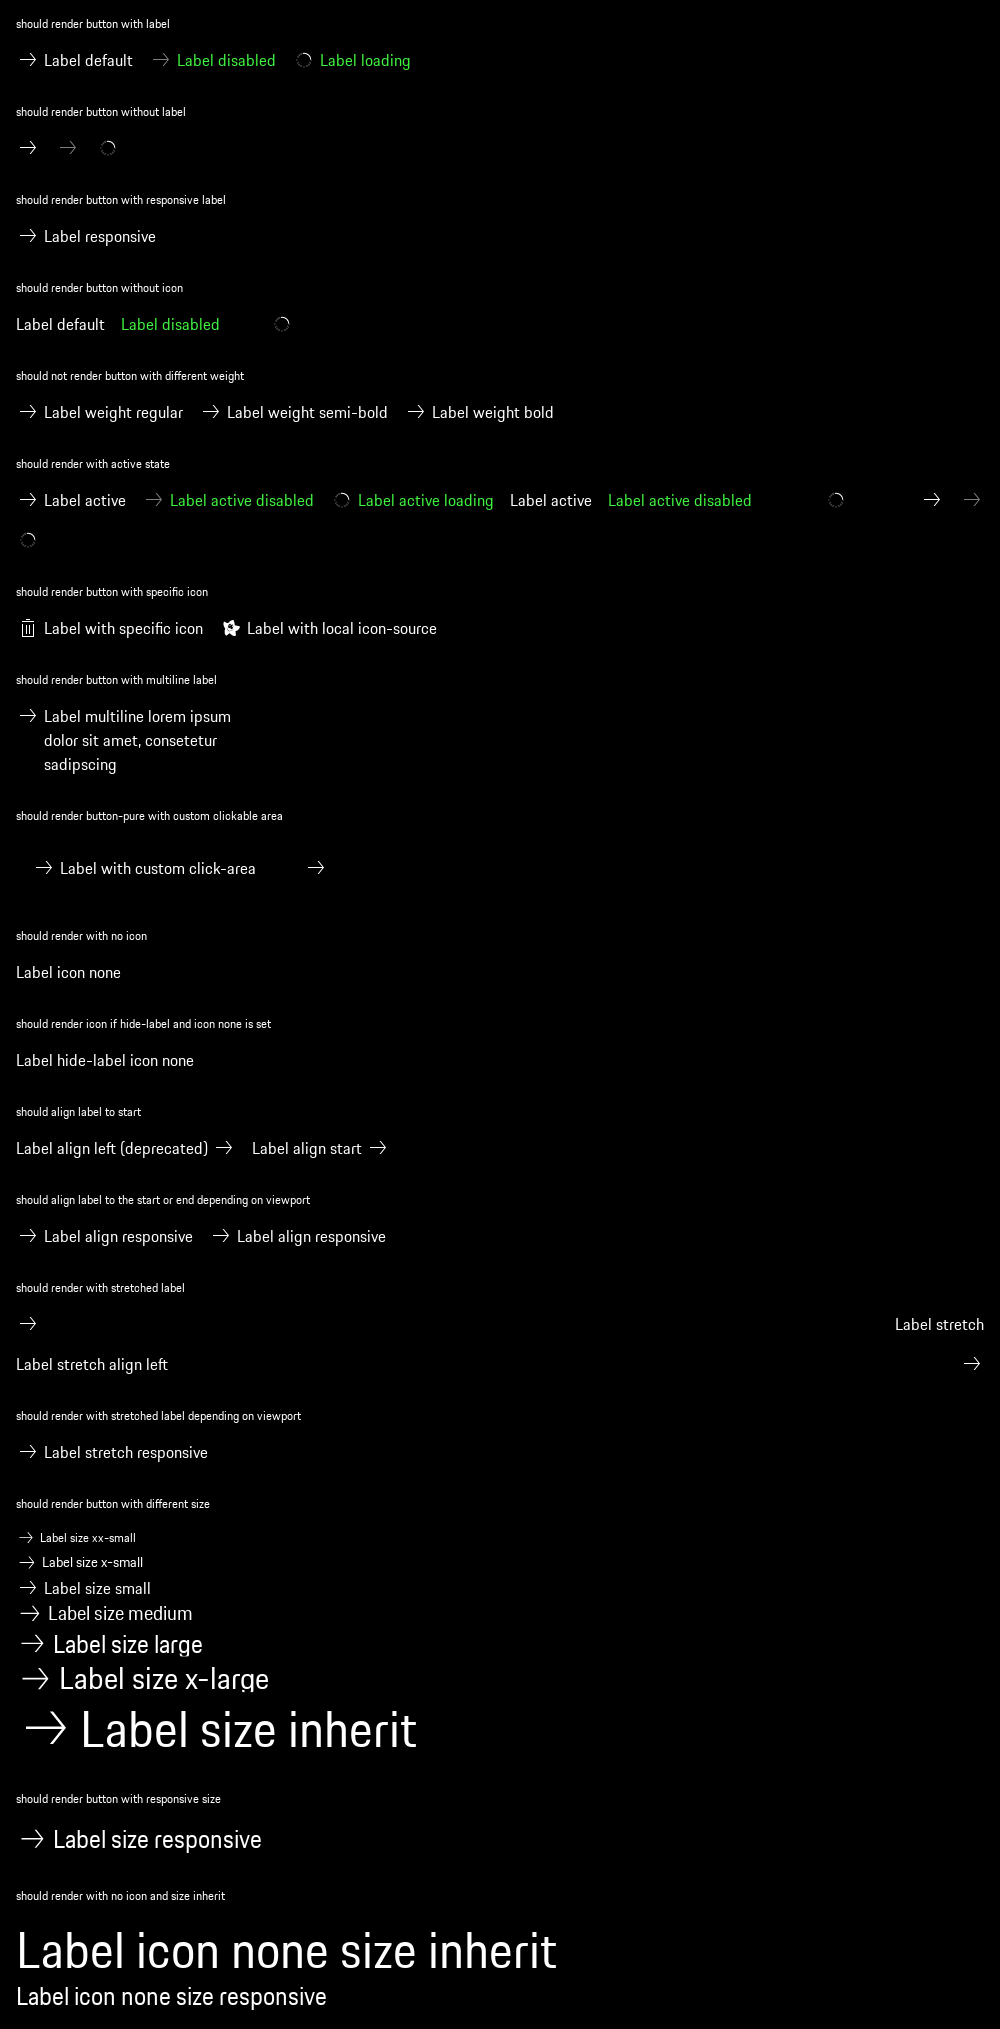 should render button with label
Label default Label disabled Label loading
should render button without label
should render button with responsive label
Label responsive
should render button without icon
Label default Label disabled
should not render button with different weight
Label weight regular Label weight semi-bold Label weight bold
should render with active state
Label active Label active disabled Label active loading Label active Label active disabled
should render button with specific icon
Label with specific icon Label with local icon-source
should render button with multiline label
Label multiline lorem ipsum
dolor sit amet, consetetur
sadipscing
should render button-pure with custom clickable area
Label with custom click-area
should render with no icon
Label icon none
should render icon if hide-label and icon none is set
Label hide-label icon none
should align label to start
Label align left (deprecated) Label align start
should align label to the start or end depending on viewport
Label align responsive Label align responsive
should render with stretched label
Label stretch
Label stretch align left
should render with stretched label depending on viewport
Label stretch responsive
should render button with different size
Label size xx-small
Label size x-small
Label size small
Label size medium
Label size large
Label size x-large
Label size inherit
should render button with responsive size
Label size responsive
should render with no icon and size inherit
Label icon none size inherit
Label icon none size responsive